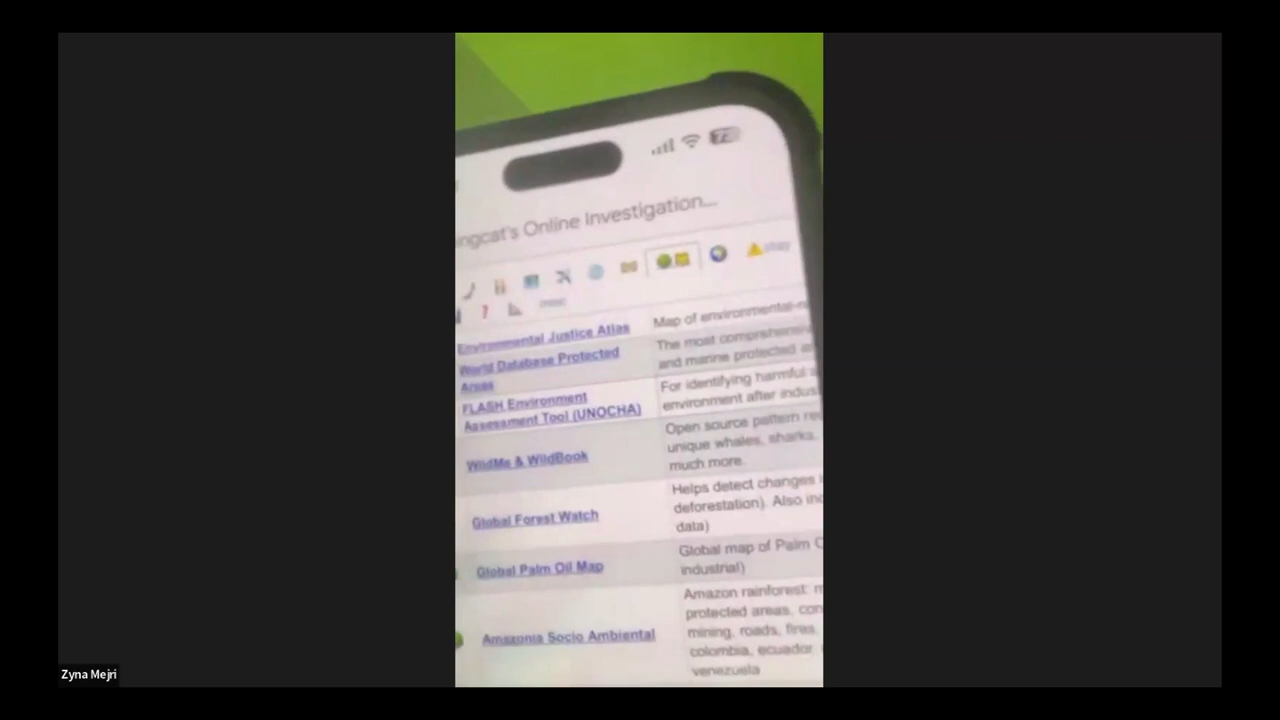 ingcat's Online Investigation...
Environmental Justice Atlas
Map of environmental-
World Database Protected
Areas
The most comprehensiv
and marine protected
FLASH Environment
Assessment Tool (UNOCHA)
For identifying harmful
environment after indus
WildMe & WildBook
Open source pattern re
unique whales, sharks,
much more.
Global Forest Watch
Helps detect changes
deforestation). Also inc
data)
Global Palm Oil Map
Global map of Palm O
industrial)
Amazonia Socio Ambiental
Amazon rainforest:
protected areas, con
mining, roads, fires,
colombia, ecuador,
venezuela
Zyna Mejri